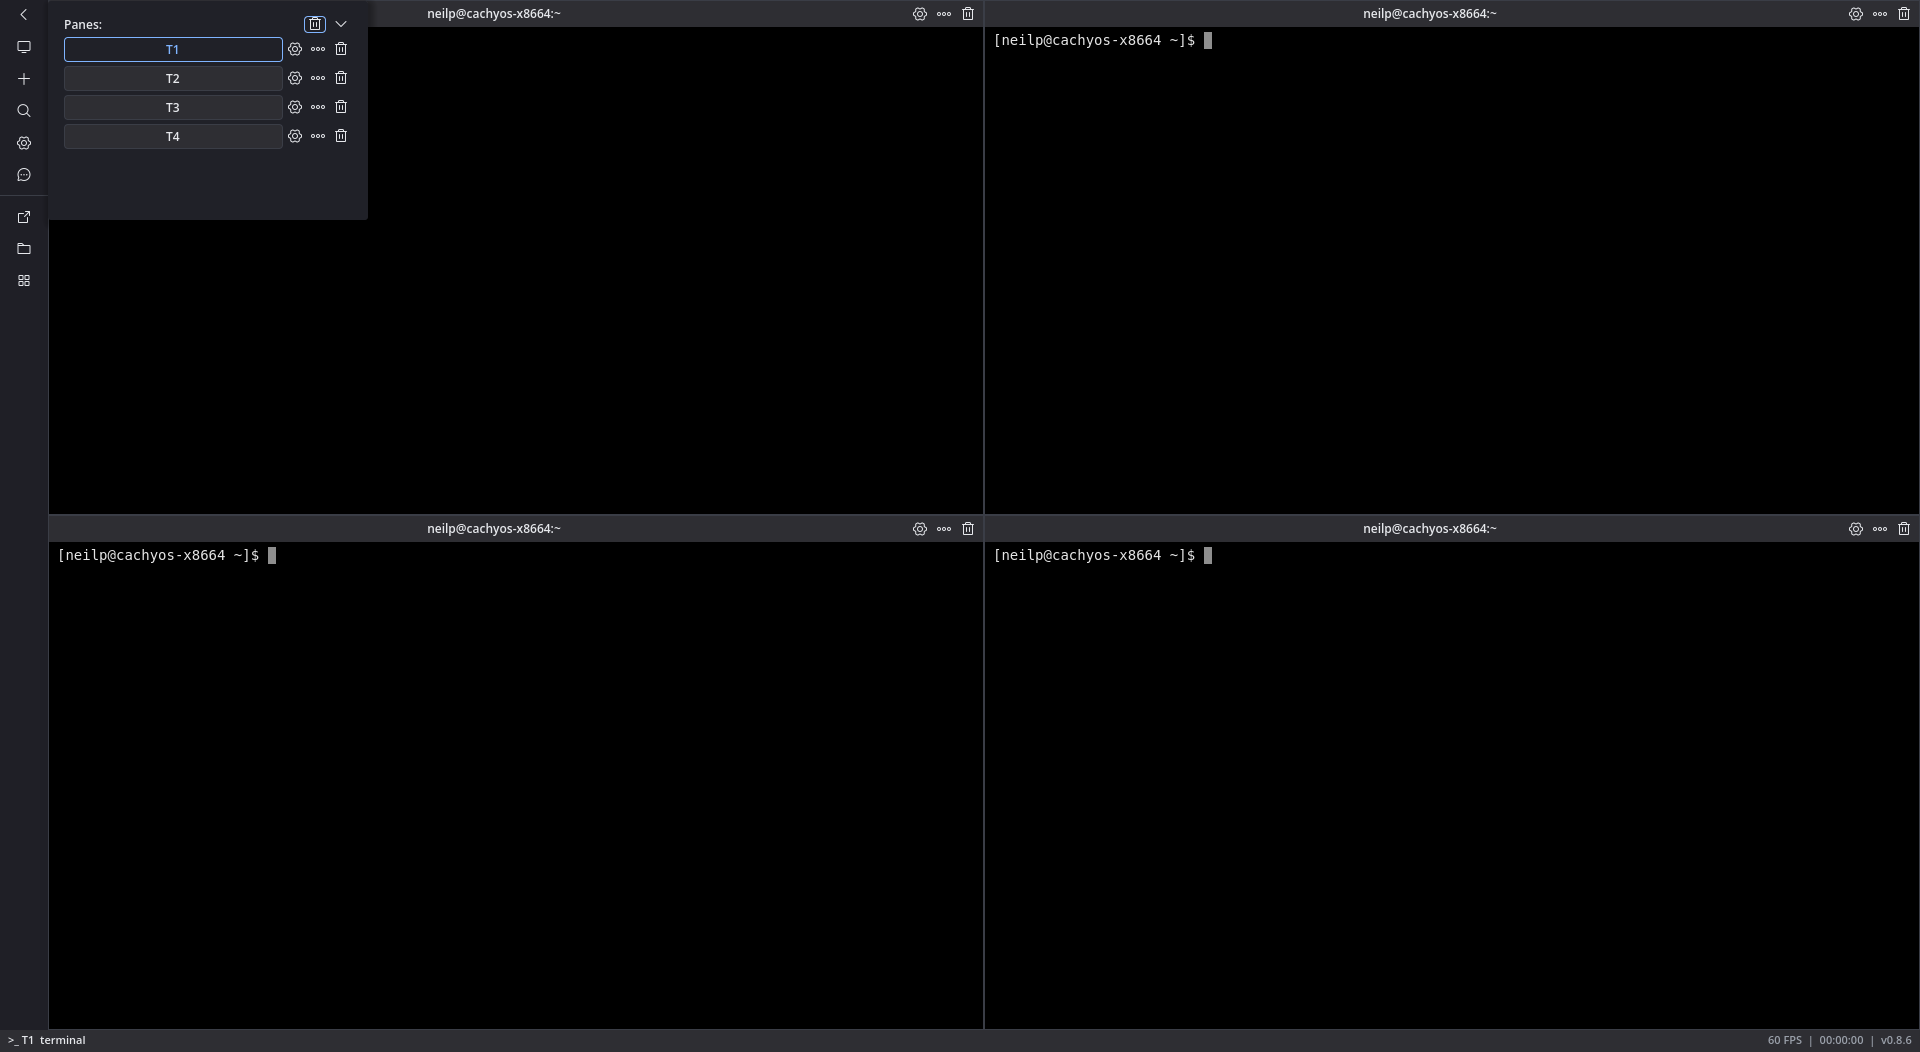 Panes:
T1
T2
T3
T4
neilp@cachyos-x8664:~
neilp@cachyos-x8664:~
[neilp@cachyos-x8664 ~]$
neilp@cachyos-x8664:~
[neilp@cachyos-x8664 ~]$
neilp@cachyos-x8664:~
[neilp@cachyos-x8664 ~]$
>_ T1 terminal
60 FPS | 00:00:00 | v0.8.6